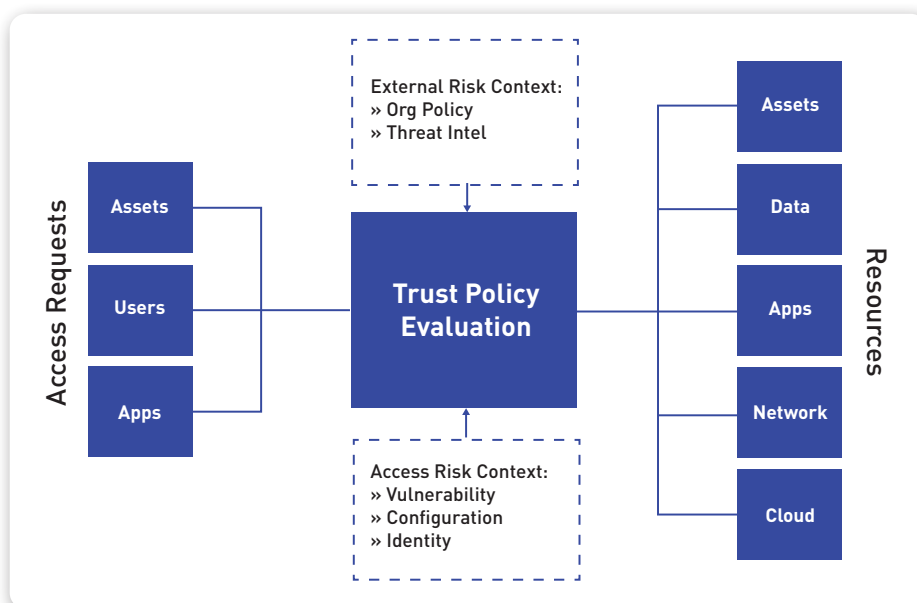 Access Requests
Assets
Users
Apps
External Risk Context:
» Org Policy
» Threat Intel
Trust Policy
Evaluation
Access Risk Context:
» Vulnerability
» Configuration
» Identity
Assets
Data
Apps
Network
Cloud
Resources